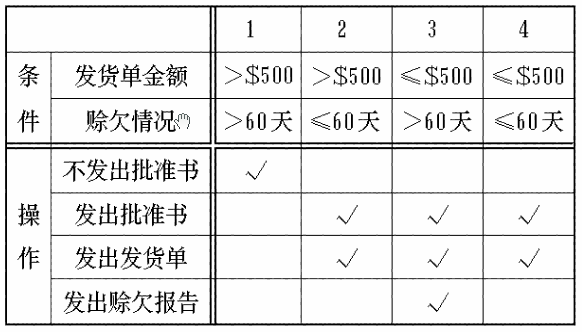 1 2 3 4
条 发货单金额 >$500 >$500 ≤$500 ≤$500
件 赊欠情况 >60天 ≤60天 >60天 ≤60天
不发出批准书 √
操 发出批准书 √ √ √
作 发出发货单 √ √ √
发出赊欠报告 √